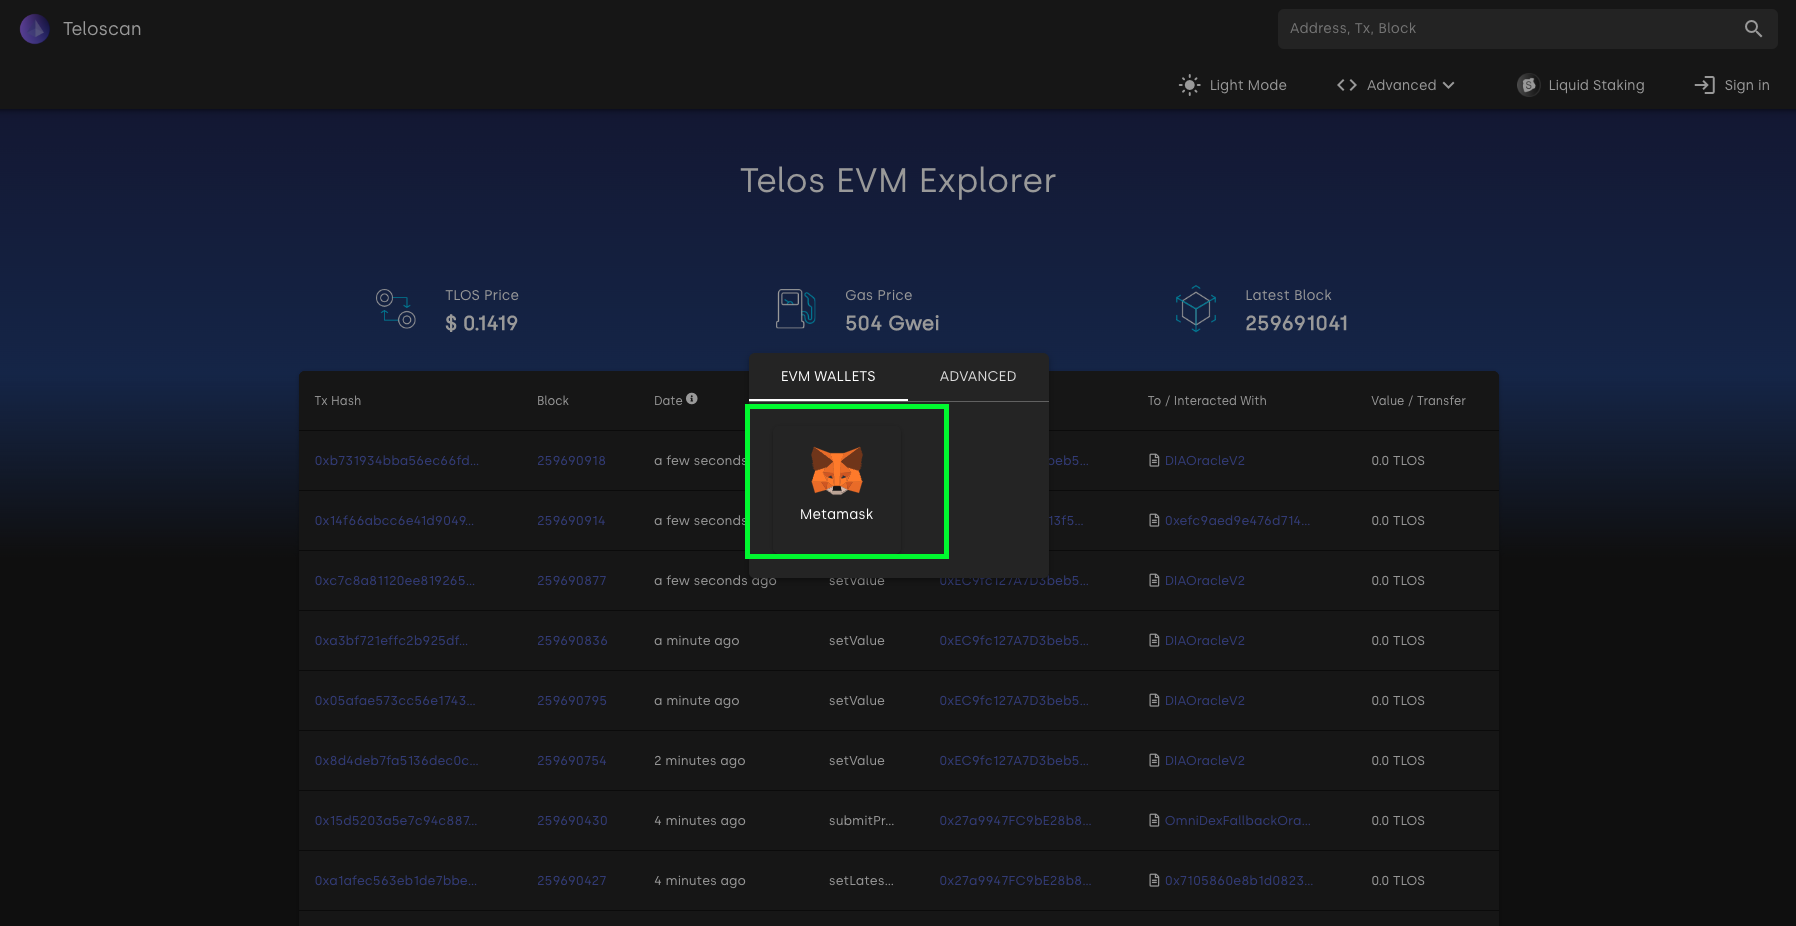 Teloscan
Address, Tx, Block
Light Mode
Advanced
Liquid Staking
Sign in
Telos EVM Explorer
TLOS Price
$ 0.1419
Gas Price
504 Gwei
Latest Block
259691041
EVM WALLETS
ADVANCED
Metamask
Tx Hash Block Date To / Interacted With Value / Transfer
0xb731934bba56ec66fd... 259690918 a few seconds beb5... DIAOracleV2 0.0 TLOS
0x14f66abcc6e41d9049... 259690914 a few seconds 13f5... 0xefc9aed9e476d714... 0.0 TLOS
0xc7c8a81120ee819265... 259690877 a few seconds ago setValue 0xEC9fc127A7D3beb5... DIAOracleV2 0.0 TLOS
0xa3bf721effc2b925df... 259690836 a minute ago setValue 0xEC9fc127A7D3beb5... DIAOracleV2 0.0 TLOS
0x05afae573cc56e1743... 259690795 a minute ago setValue 0xEC9fc127A7D3beb5... DIAOracleV2 0.0 TLOS
0x8d4deb7fa5136dec0c... 259690754 2 minutes ago setValue 0xEC9fc127A7D3beb5... DIAOracleV2 0.0 TLOS
0x15d5203a5e7c94c887... 259690430 4 minutes ago submitPr... 0x27a9947FC9bE28b8... OmniDexFallbackOra... 0.0 TLOS
0xa1afec563eb1de7bbe... 259690427 4 minutes ago setLates... 0x27a9947FC9bE28b8... 0x7105860e8b1d0823... 0.0 TLOS